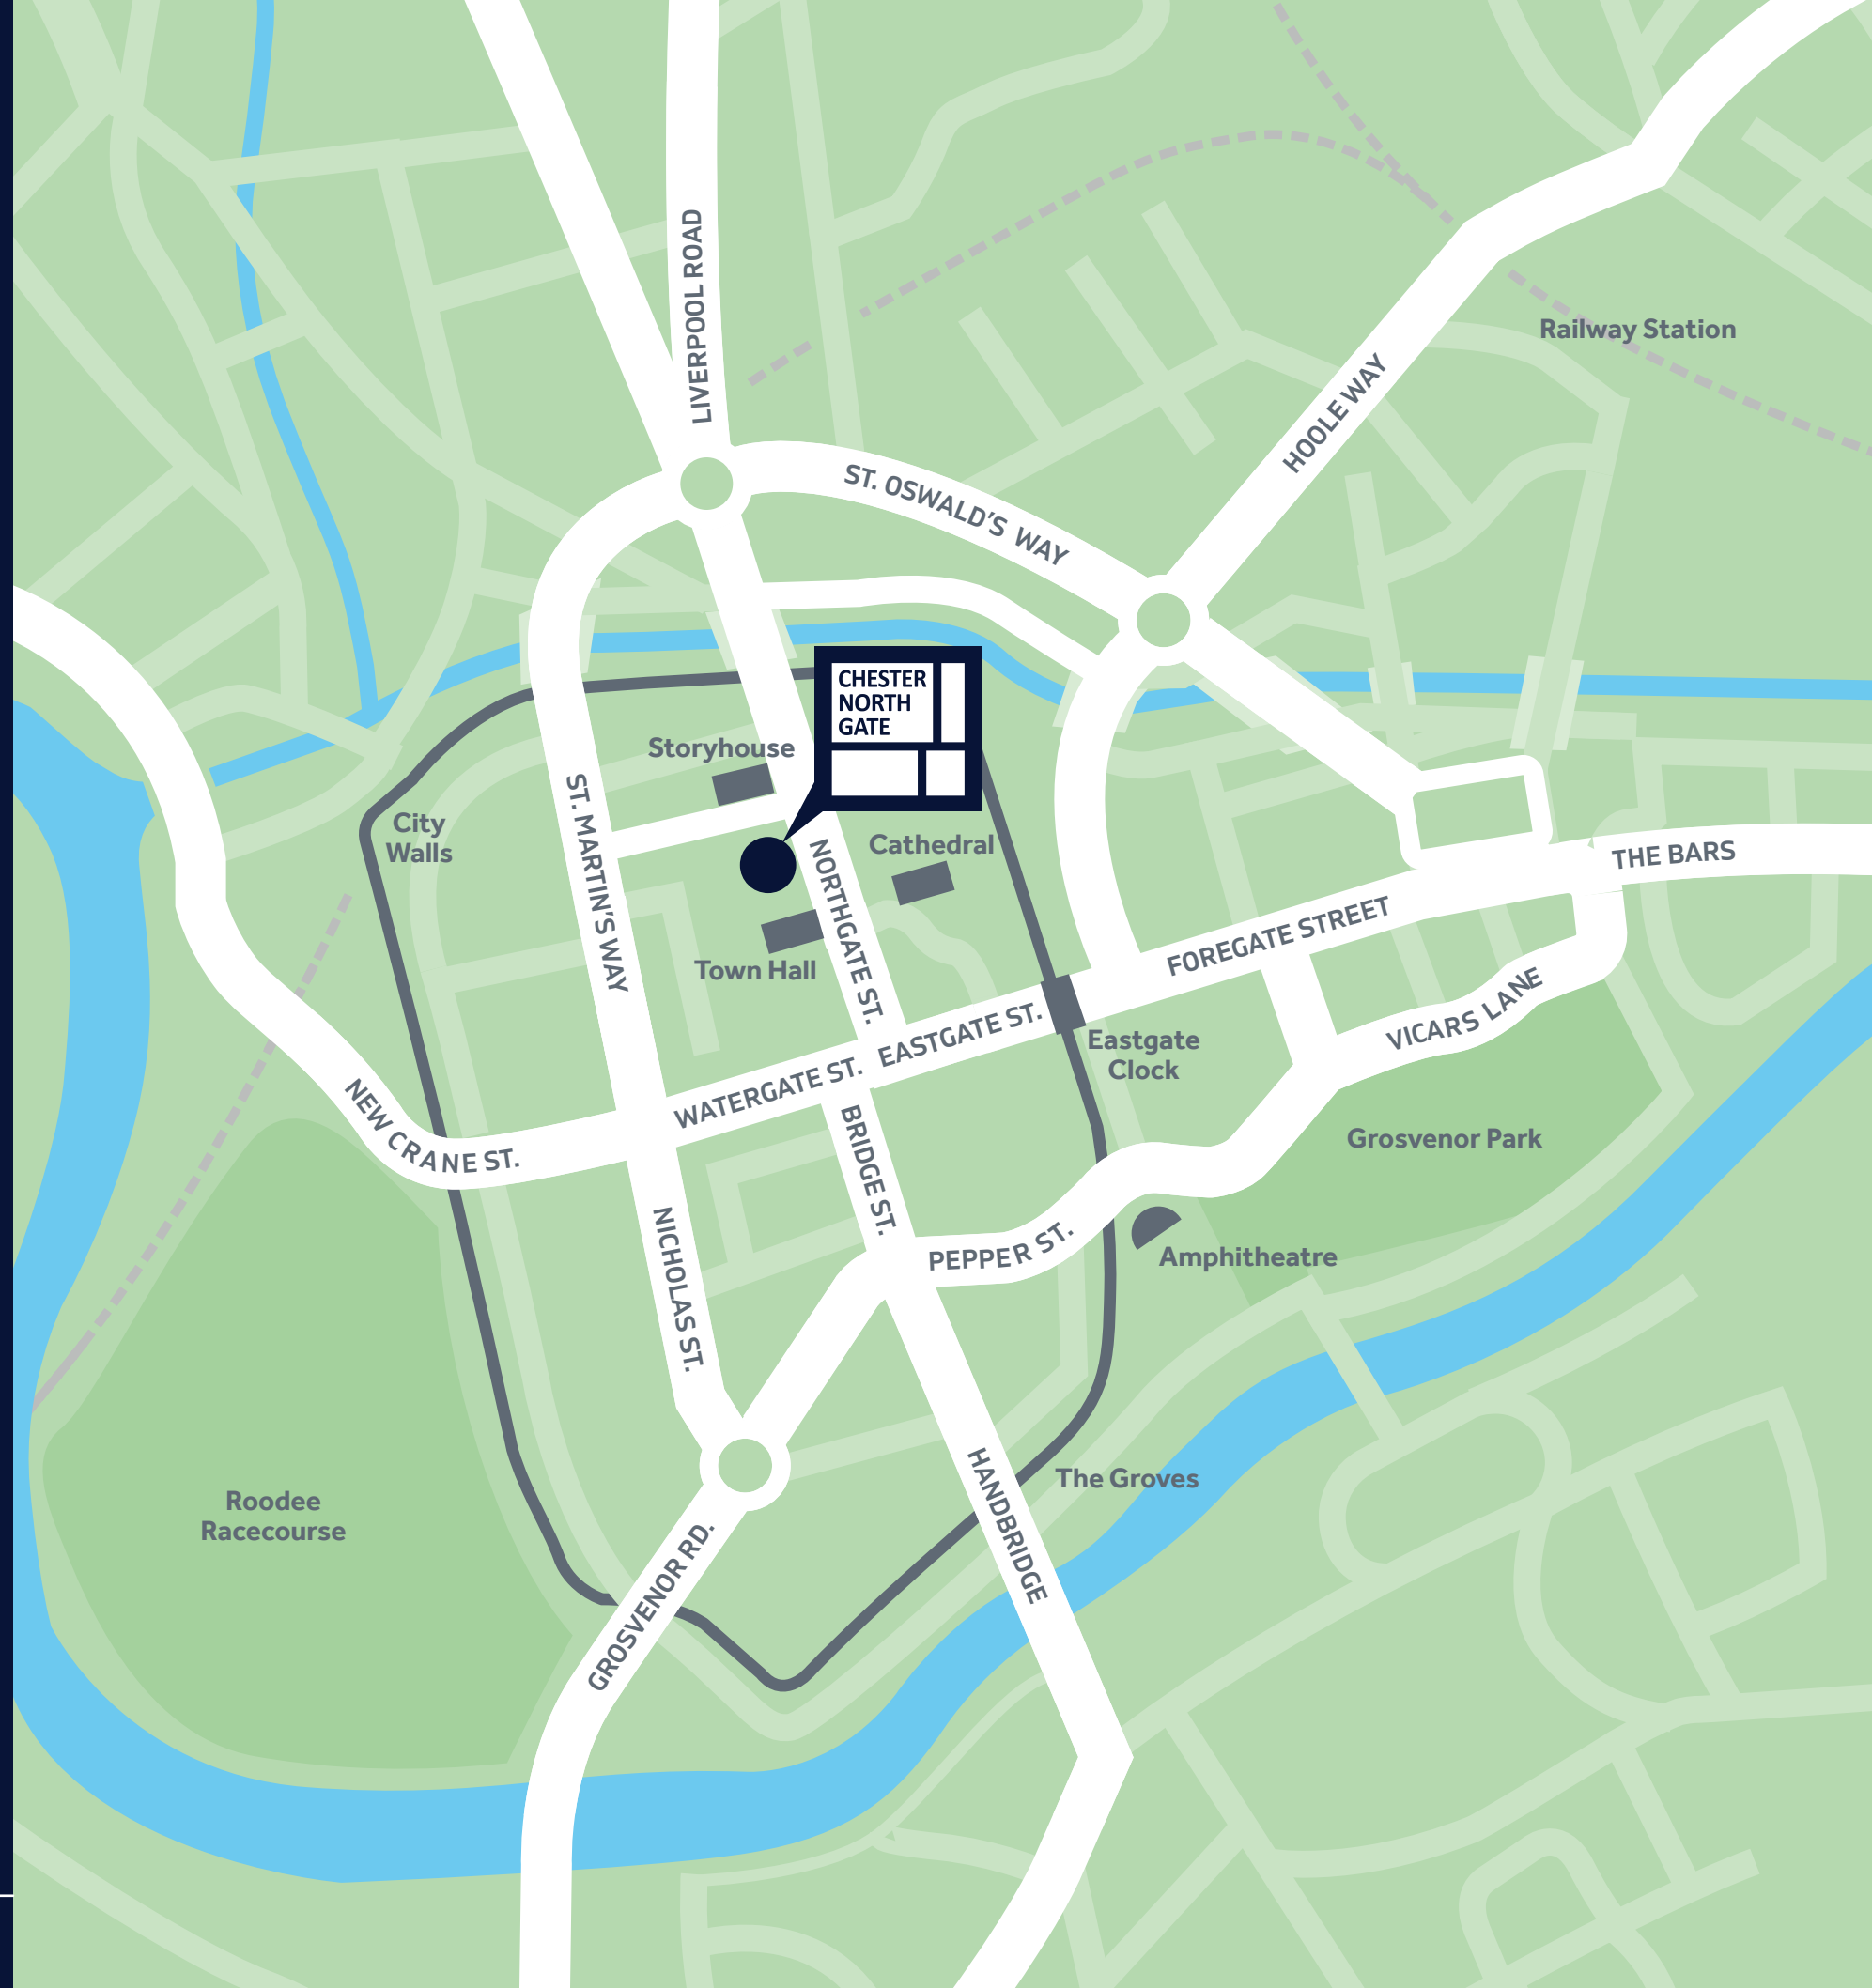 LIVERPOOL ROAD
Railway Station
HOOLE WAY
ST. OSWALD'S WAY
CHESTER
NORTH
GATE
Storyhouse
City
Walls
ST. MARTIN'S WAY
Cathedral
NORTHGATE ST.
Town Hall
THE BARS
FOREGATE STREET
VICARS LANE
EASTGATE ST.
Eastgate
Clock
WATERGATE ST.
NEW CRANE ST.
BRIDGE ST.
Grosvenor Park
NICHOLAS ST.
PEPPER ST.
Amphitheatre
The Groves
HANDBRIDGE
Roodee
Racecourse
GROSVENOR RD.